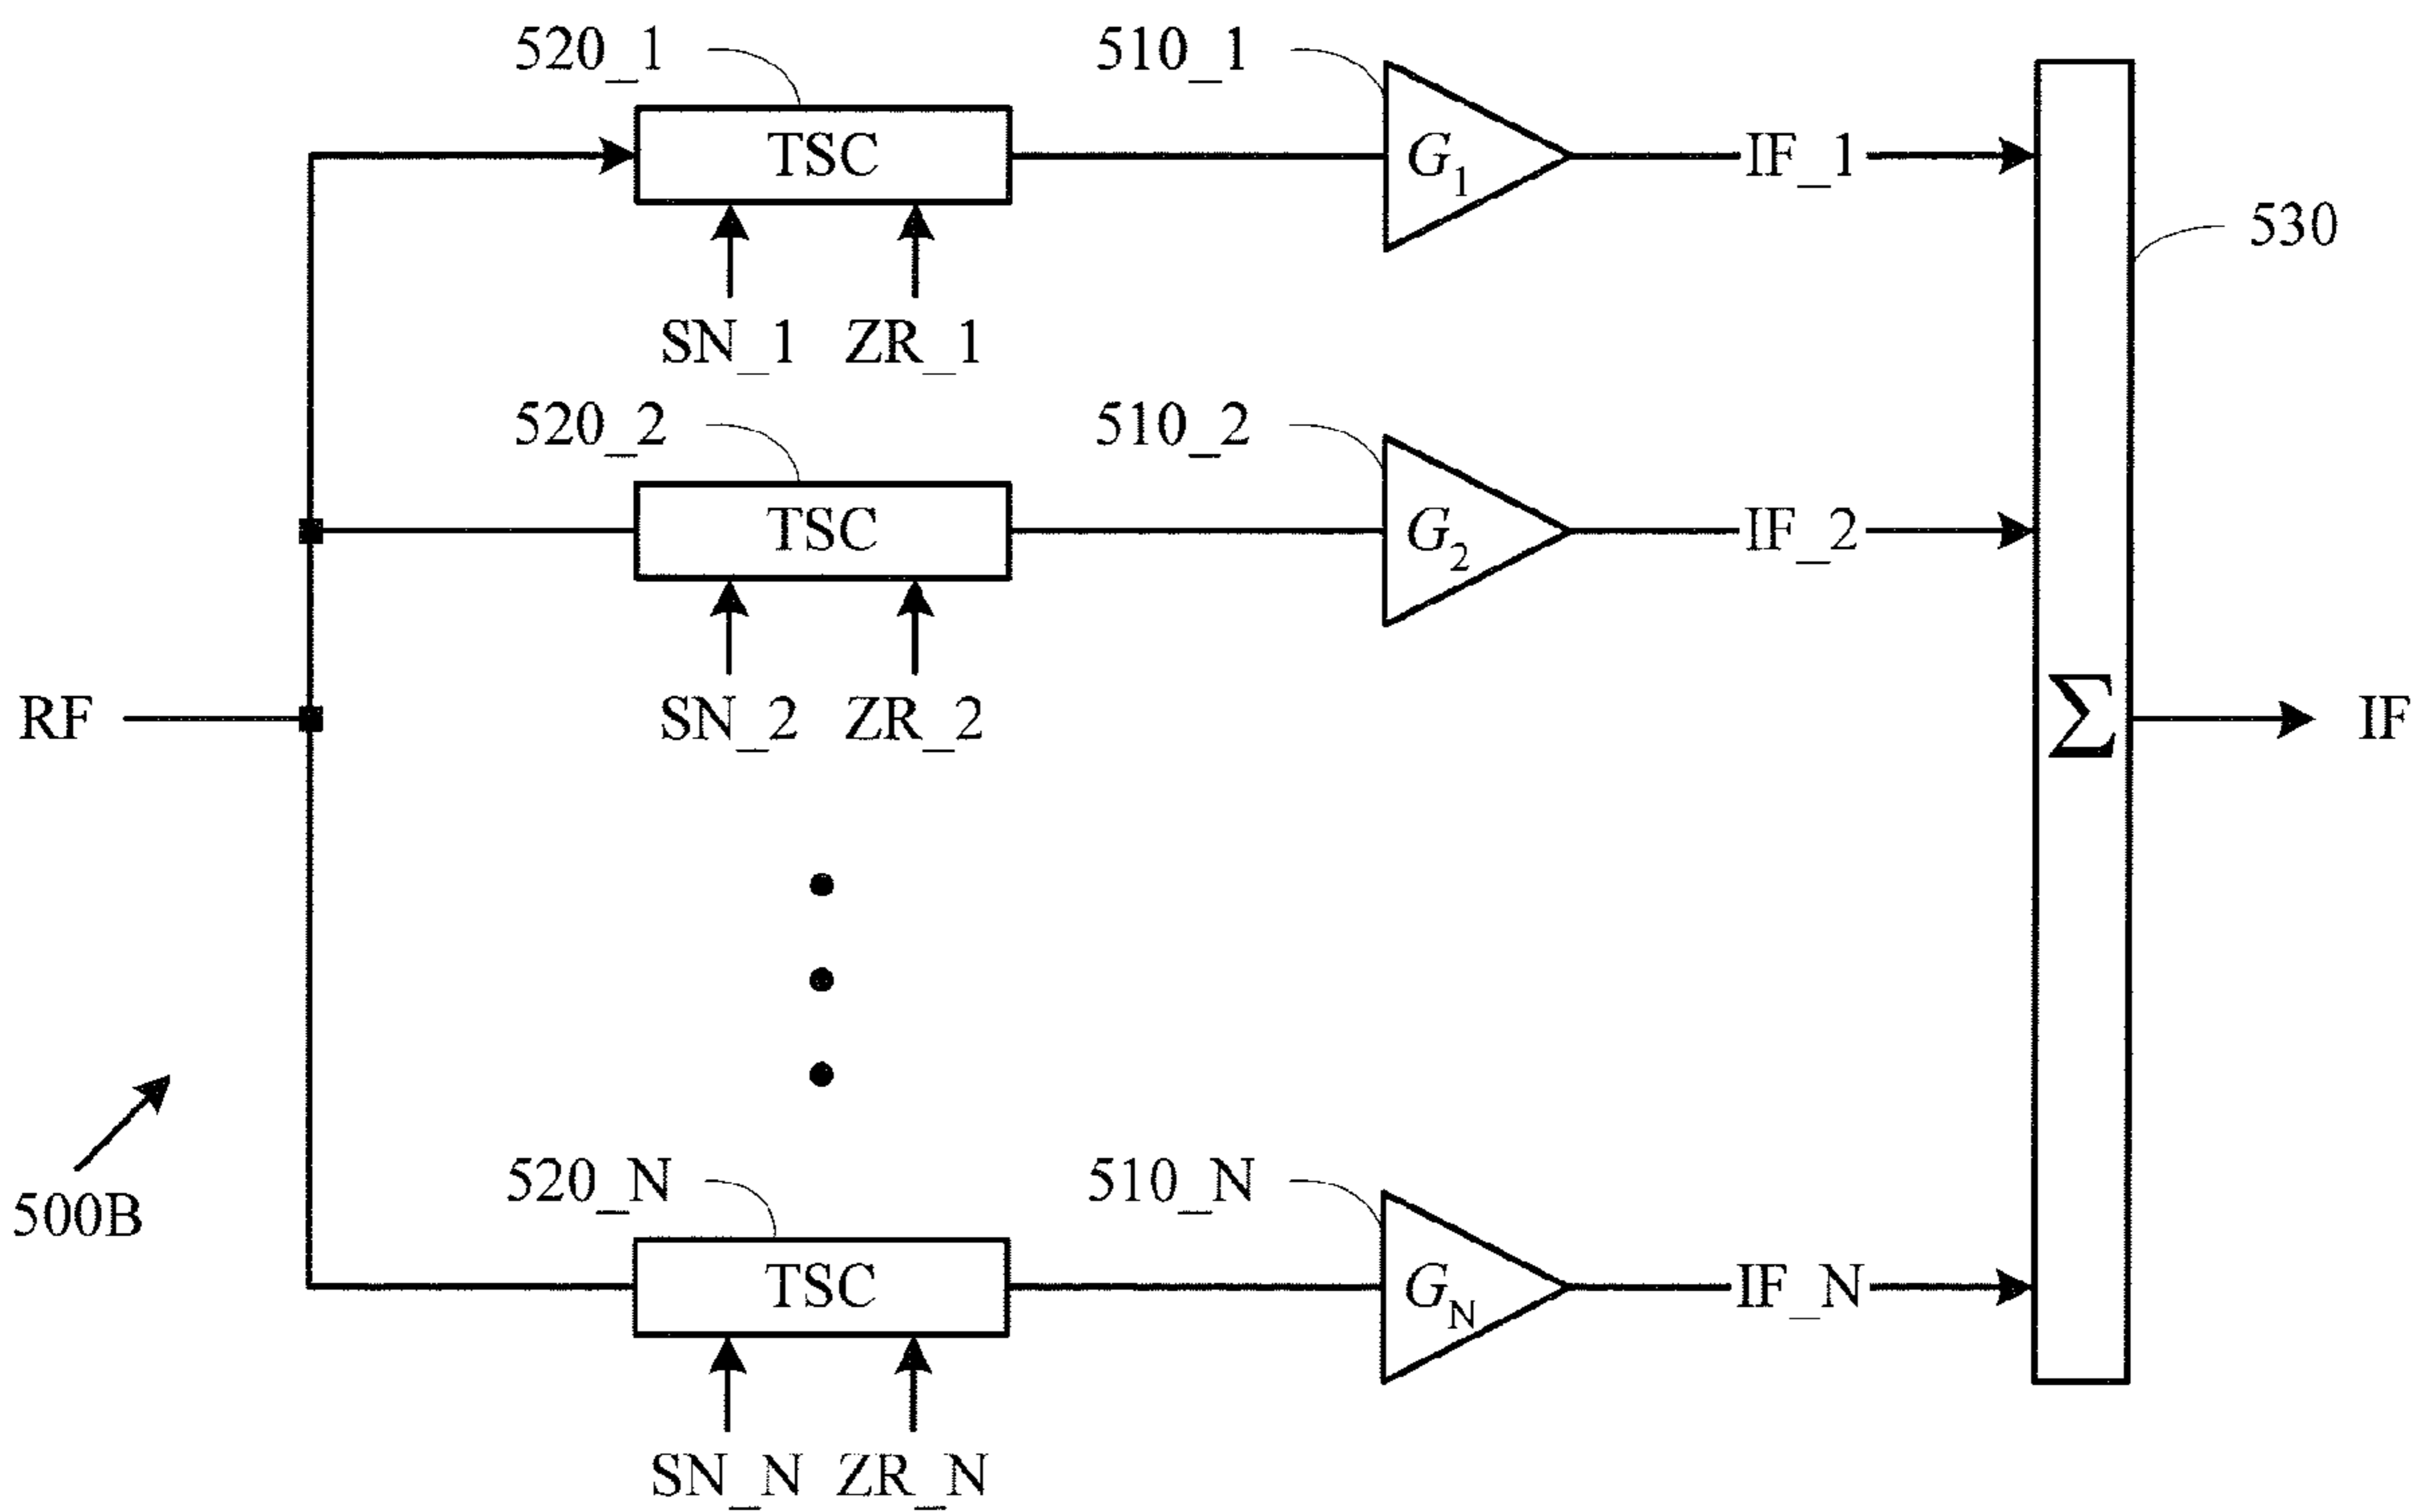 520_1 510_1
TSC G1 IF_1
530
SN_1 ZR_1
520_2 510_2
TSC G2 IF_2
SN_2 ZR_2
RF Σ IF
520_N 510_N
500B
TSC GN IF_N
SN_N ZR_N